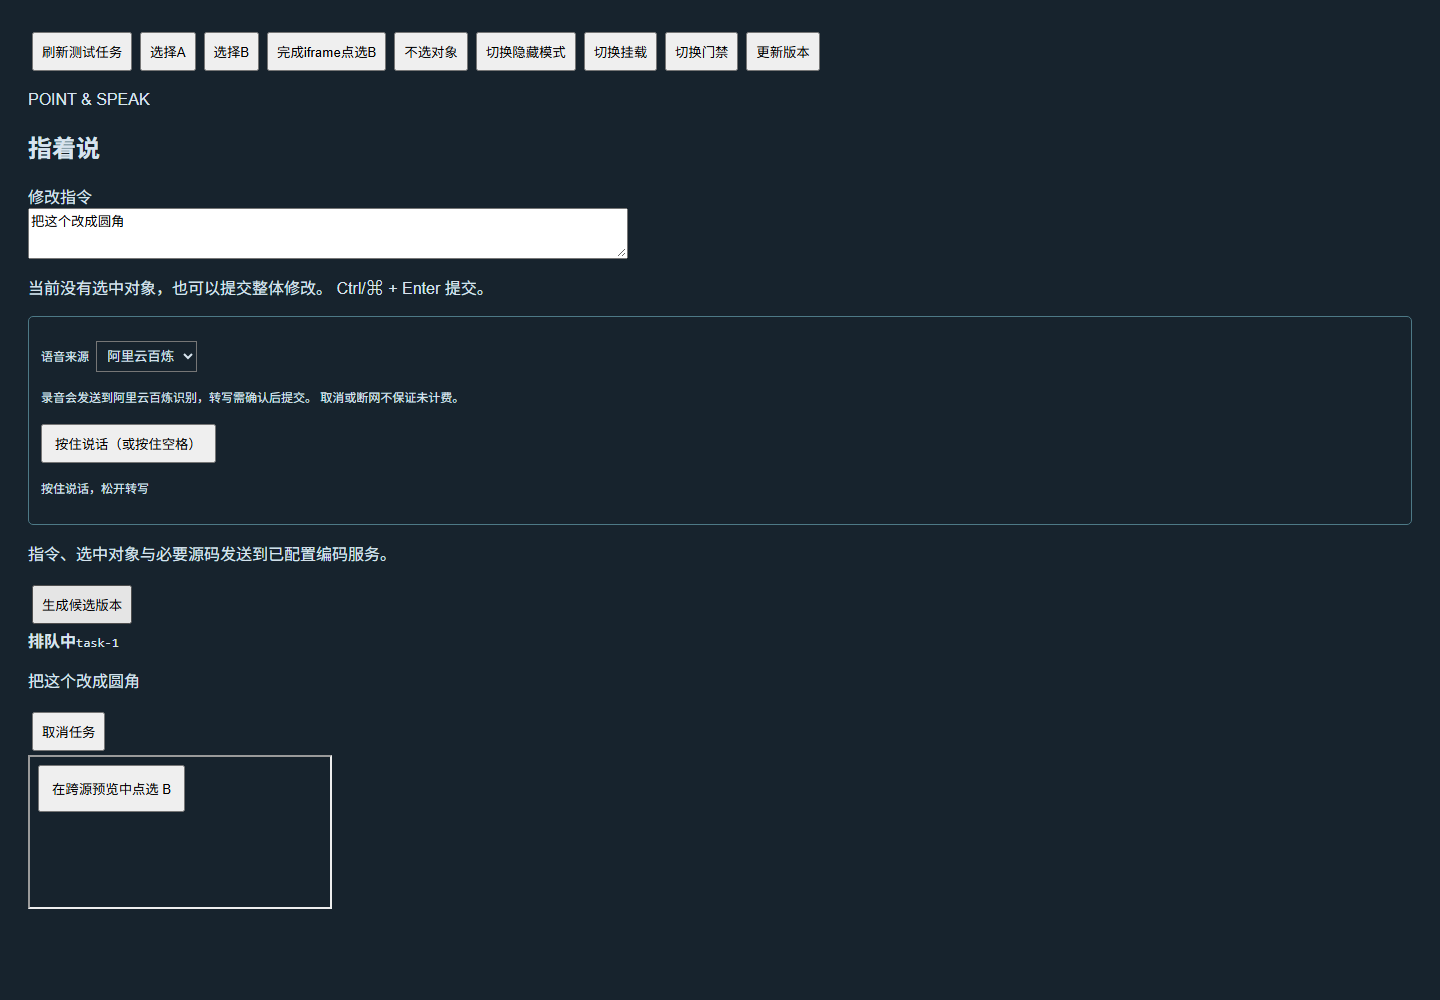 刷新测试任务 选择A 选择B 完成iframe点选B 不选对象 切换隐藏模式 切换挂载 切换门禁 更新版本
POINT & SPEAK
指着说
修改指令
把这个改成圆角
当前没有选中对象，也可以提交整体修改。 Ctrl/⌘ + Enter 提交。
语音来源 阿里云百炼
录音会发送到阿里云百炼识别，转写需确认后提交。 取消或断网不保证未计费。
按住说话（或按住空格）
按住说话，松开转写
指令、选中对象与必要源码发送到已配置编码服务。
生成候选版本
排队中task-1
把这个改成圆角
取消任务
在跨源预览中点选 B